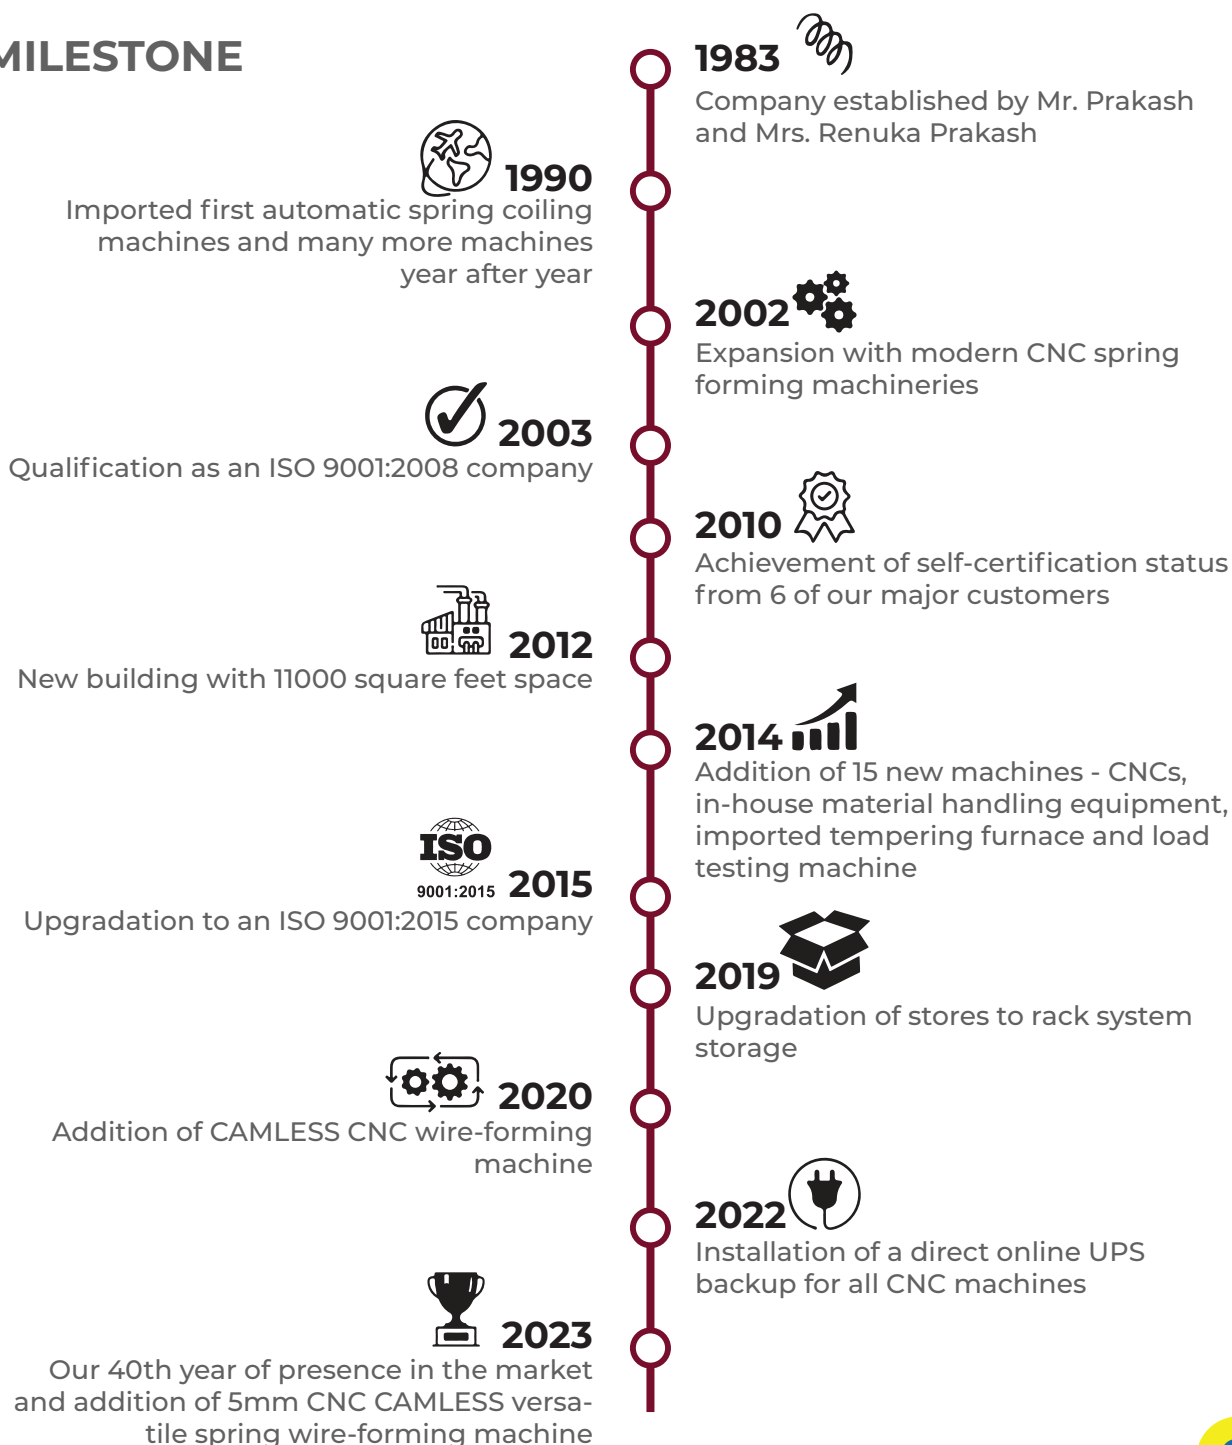 MILESTONE
1983
Company established by Mr. Prakash
and Mrs. Renuka Prakash
1990
Imported first automatic spring coiling
machines and many more machines
year after year
2002
Expansion with modern CNC spring
forming machineries
2003
Qualification as an ISO 9001:2008 company
2010
Achievement of self-certification status
from 6 of our major customers
2012
New building with 11000 square feet space
2014
Addition of 15 new machines - CNCs,
in-house material handling equipment,
imported tempering furnace and load
testing machine
ISO
9001:2015 2015
Upgradation to an ISO 9001:2015 company
2019
Upgradation of stores to rack system
storage
2020
Addition of CAMLESS CNC wire-forming
machine
2022
Installation of a direct online UPS
backup for all CNC machines
2023
Our 40th year of presence in the market
and addition of 5mm CNC CAMLESS versa-
tile spring wire-forming machine